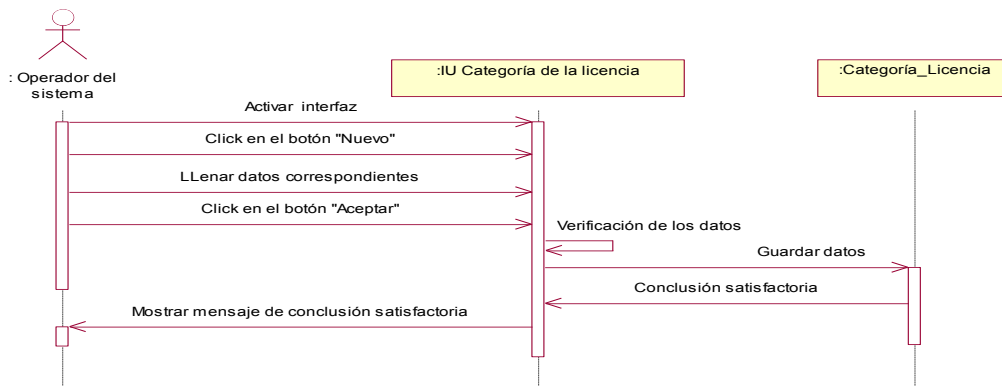 : Operador del
sistema
:IU Categoría de la licencia
:Categoría_Licencia
Activar interfaz
Click en el botón "Nuevo"
LLenar datos correspondientes
Click en el botón "Aceptar"
Verificación de los datos
Guardar datos
Conclusión satisfactoria
Mostrar mensaje de conclusión satisfactoria